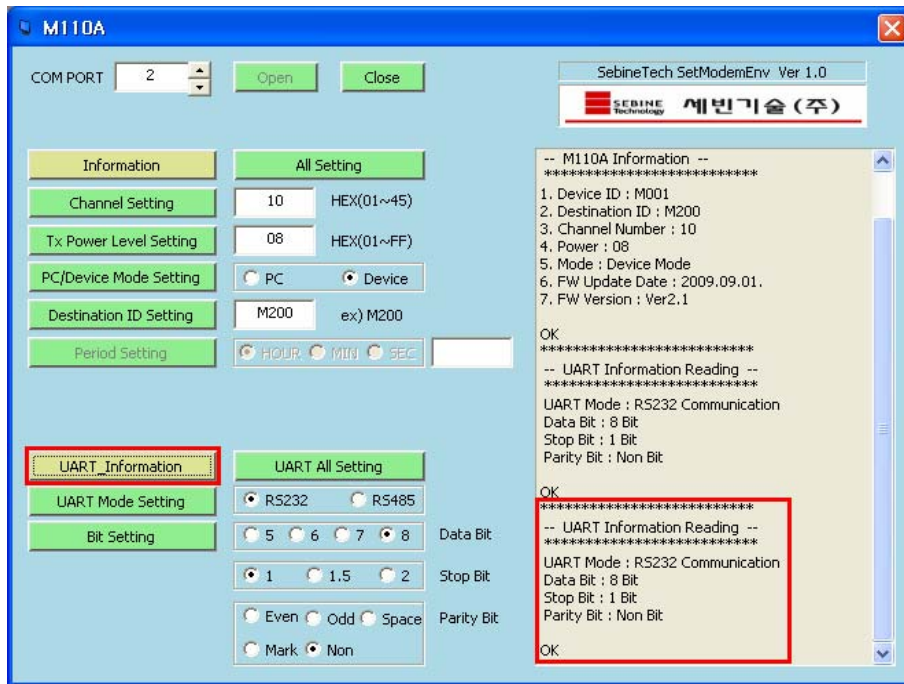 M110A
COM PORT 2 Open Close
SebineTech SetModemEnv Ver 1.0
SEBINE Technology 세빈기술(주)
Information All Setting
Channel Setting 10 HEX(01~45)
Tx Power Level Setting 08 HEX(01~FF)
PC/Device Mode Setting PC Device
Destination ID Setting M200 ex) M200
Period Setting HOUR MIN SEC
UART_Information UART All Setting
UART Mode Setting RS232 RS485
Bit Setting 5 6 7 8 Data Bit
1 1.5 2 Stop Bit
Even Odd Space Parity Bit
Mark Non
-- M110A Information --
***************************
1. Device ID : M001
2. Destination ID : M200
3. Channel Number : 10
4. Power : 08
5. Mode : Device Mode
6. FW Update Date : 2009.09.01.
7. FW Version : Ver2.1
OK
***************************
-- UART Information Reading --
***************************
UART Mode : RS232 Communication
Data Bit : 8 Bit
Stop Bit : 1 Bit
Parity Bit : Non Bit
OK
***************************
-- UART Information Reading --
***************************
UART Mode : RS232 Communication
Data Bit : 8 Bit
Stop Bit : 1 Bit
Parity Bit : Non Bit
OK